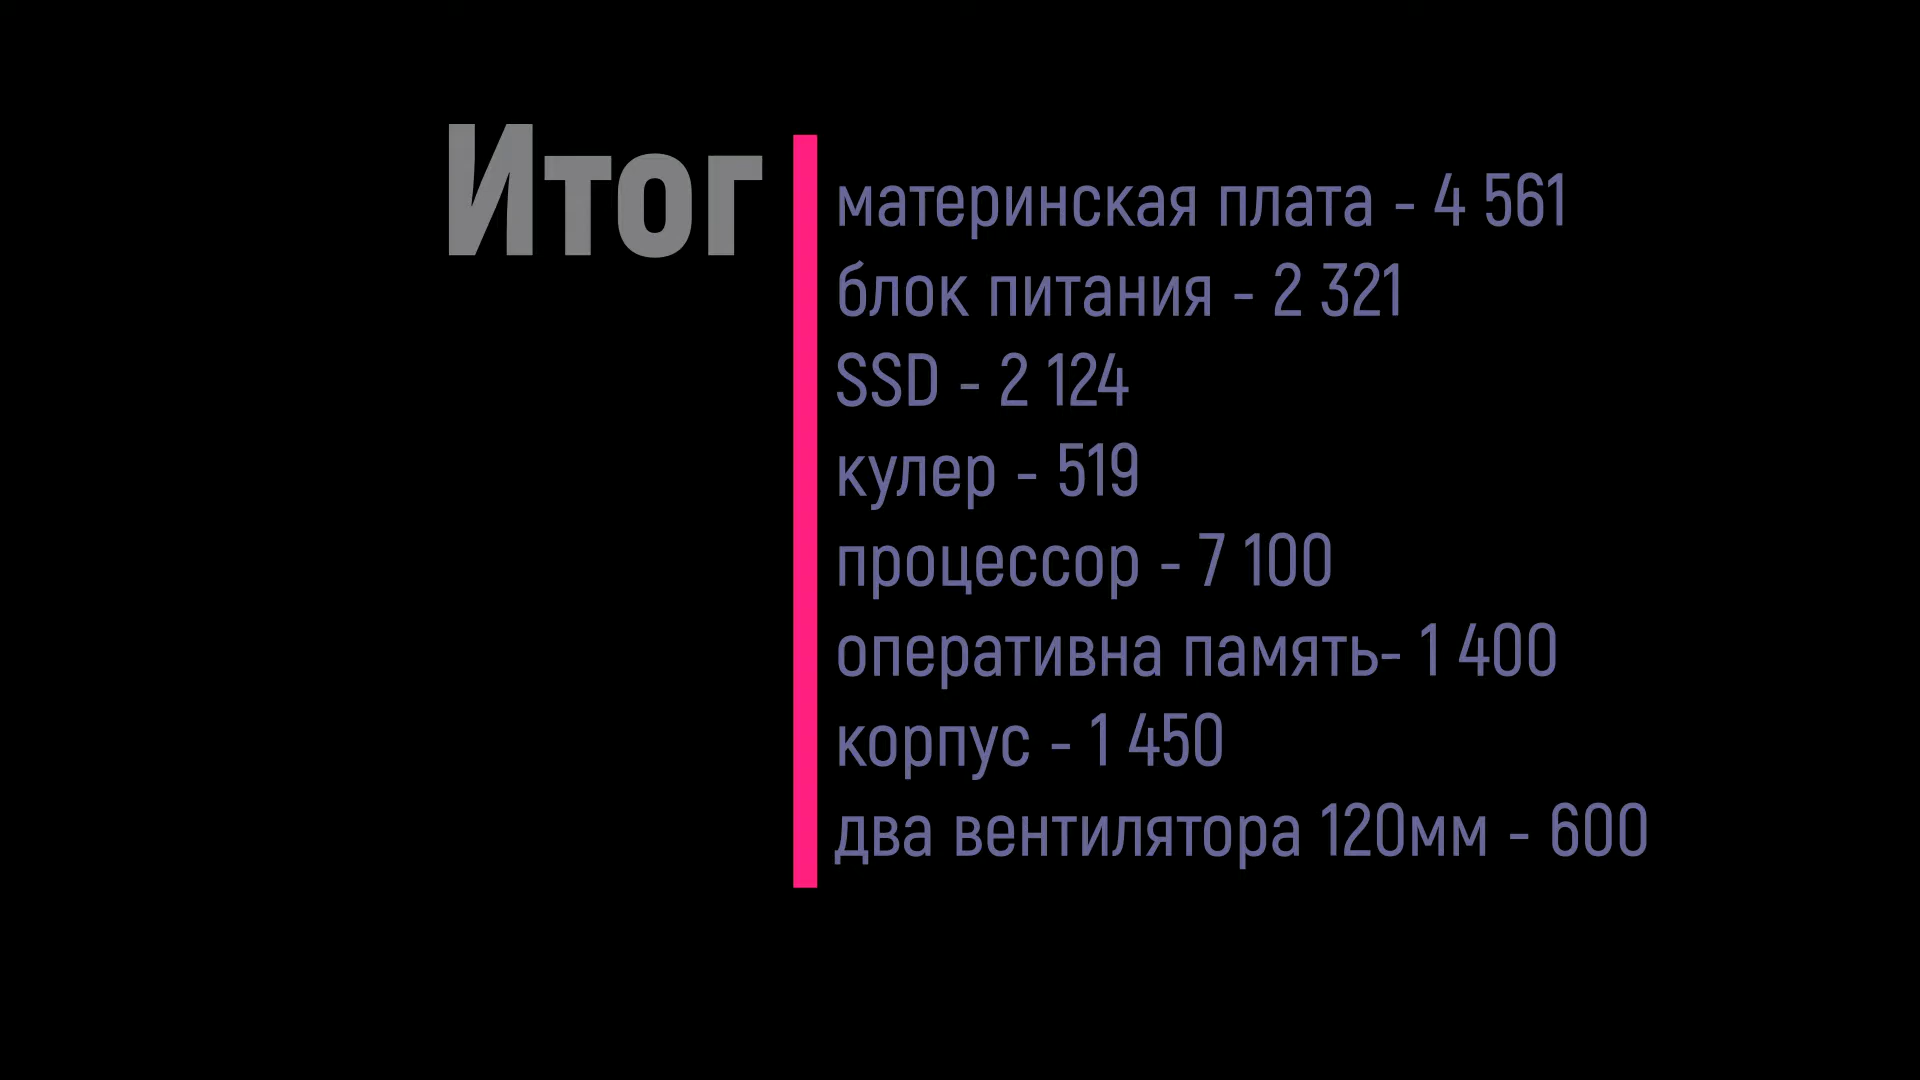 Итог
материнская плата - 4 561
блок питания - 2 321
SSD - 2 124
кулер - 519
процессор - 7 100
оперативна память- 1 400
корпус - 1 450
два вентилятора 120мм - 600